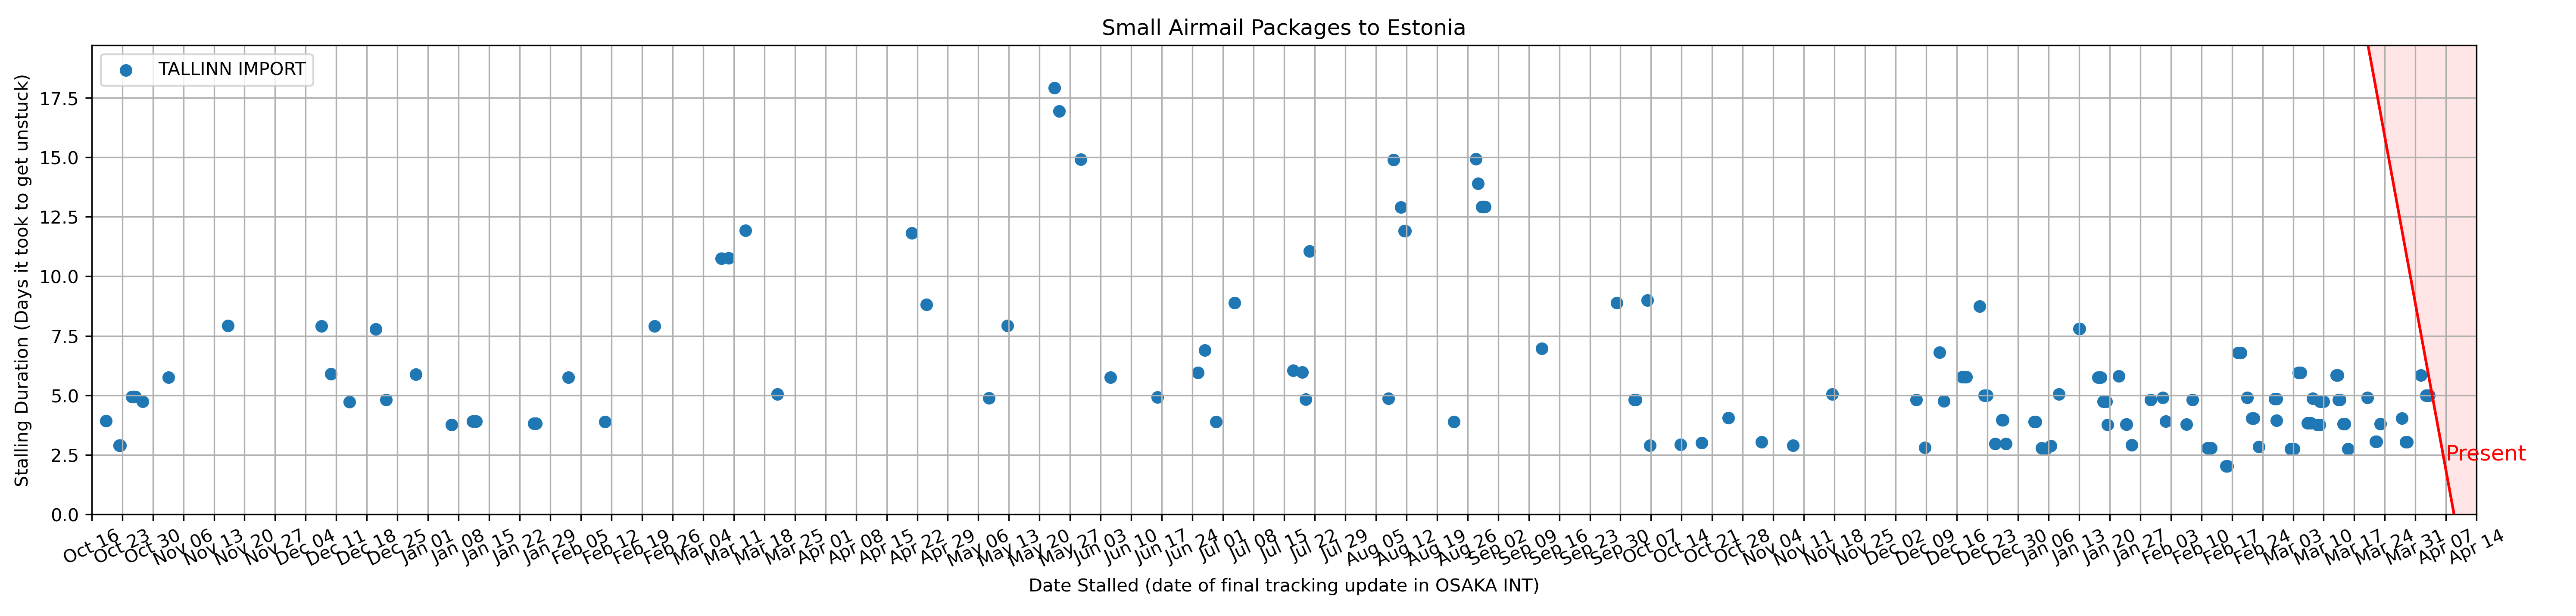 Small Airmail Packages to Estonia
TALLINN IMPORT
Stalling Duration (Days it took to get unstuck)
17.5
15.0
12.5
10.0
7.5
5.0
2.5
0.0
Present
Oct 16 Oct 23 Oct 30 Nov 06 Nov 13 Nov 20 Nov 27 Dec 04 Dec 11 Dec 18 Dec 25 Jan 01 Jan 08 Jan 15 Jan 22 Jan 29 Feb 05 Feb 12 Feb 19 Feb 26 Mar 04 Mar 11 Mar 18 Mar 25 Apr 01 Apr 08 Apr 15 Apr 22 Apr 29 May 06 May 13 May 20 May 27 Jun 03 Jun 10 Jun 17 Jun 24 Jul 01 Jul 08 Jul 15 Jul 22 Jul 29 Aug 05 Aug 12 Aug 19 Aug 26 Sep 02 Sep 09 Sep 16 Sep 23 Sep 30 Oct 07 Oct 14 Oct 21 Oct 28 Nov 04 Nov 11 Nov 18 Nov 25 Dec 02 Dec 09 Dec 16 Dec 23 Dec 30 Jan 06 Jan 13 Jan 20 Jan 27 Feb 03 Feb 10 Feb 17 Feb 24 Mar 03 Mar 10 Mar 17 Mar 24 Mar 31 Apr 07 Apr 14
Date Stalled (date of final tracking update in OSAKA INT)